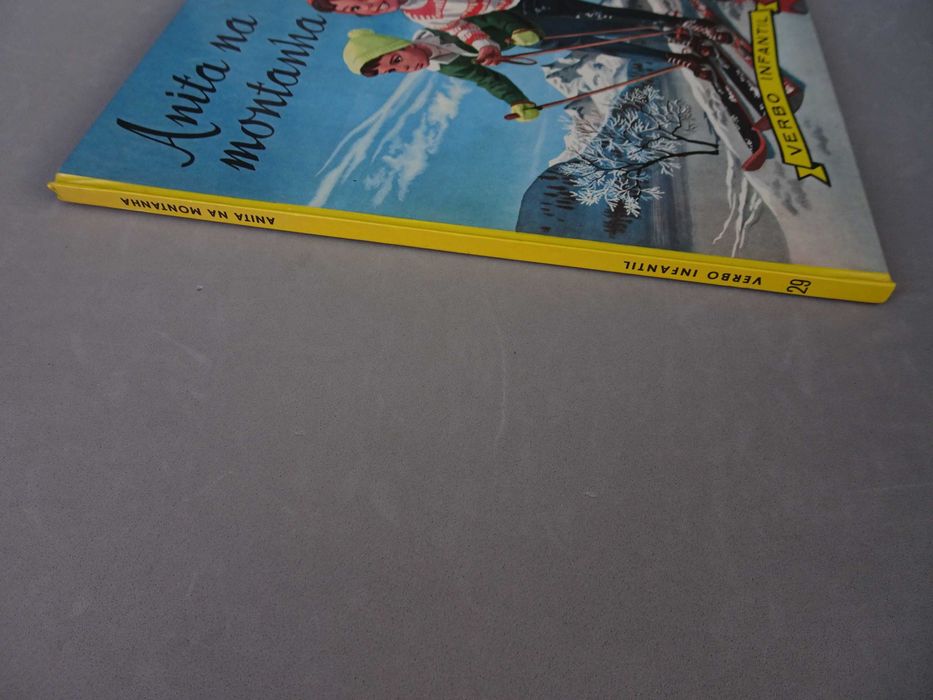 Anita na
montanha
VERBO INFANTIL
ANITA NA MONTANHA
VERBO INFANTIL
29